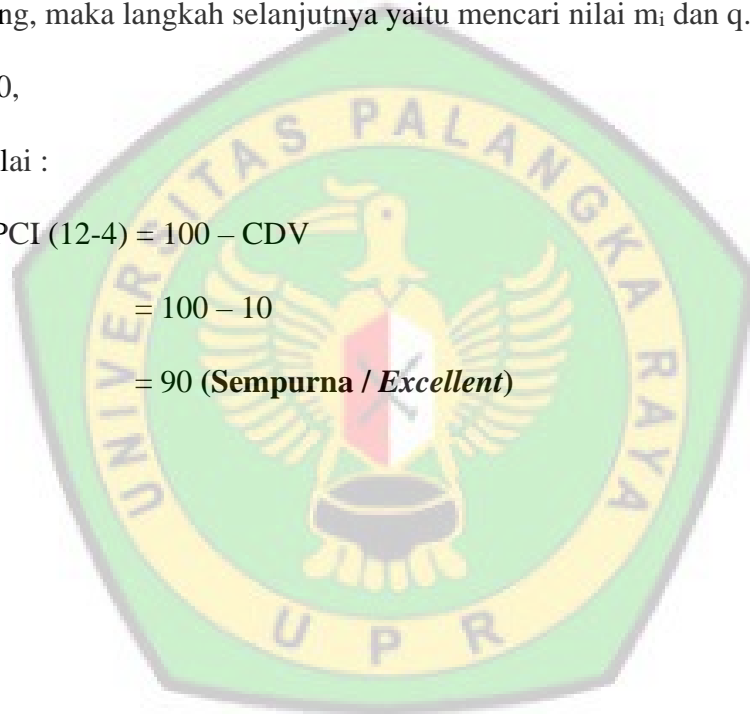 ng, maka langkah selanjutnya yaitu mencari nilai mᵢ dan q.
0,
lai :
PCI (12-4) = 100 – CDV
= 100 – 10
= 90 (Sempurna / Excellent)
UNIVERSITAS PALANGKA RAYA
UPR